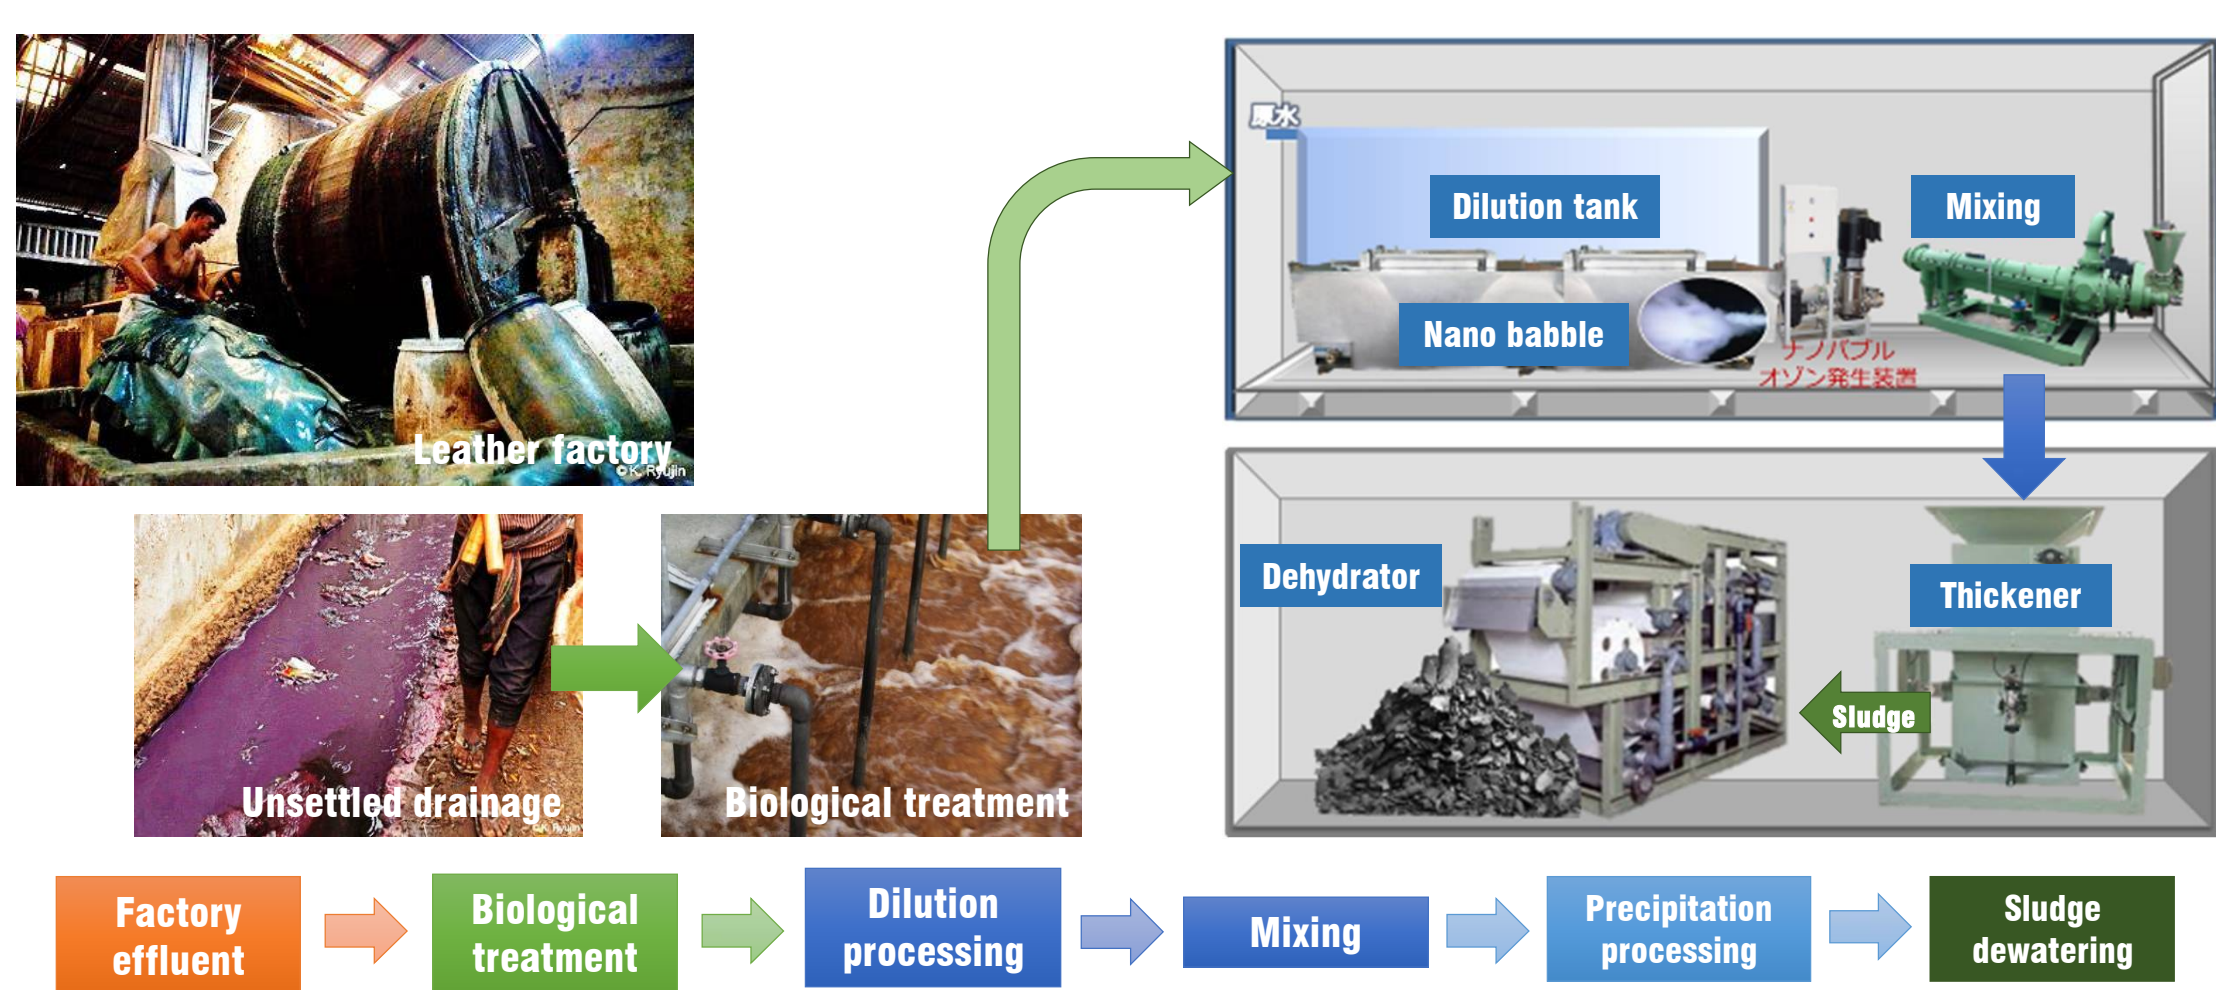 Leather factory
© K. Ryujin
Unsettled drainage
© K. Ryujin
Biological treatment
原水
Dilution tank
Mixing
Nano babble
ナノバブル
オゾン発生装置
Dehydrator
Thickener
Sludge
Factory
effluent
Biological
treatment
Dilution
processing
Mixing
Precipitation
processing
Sludge
dewatering